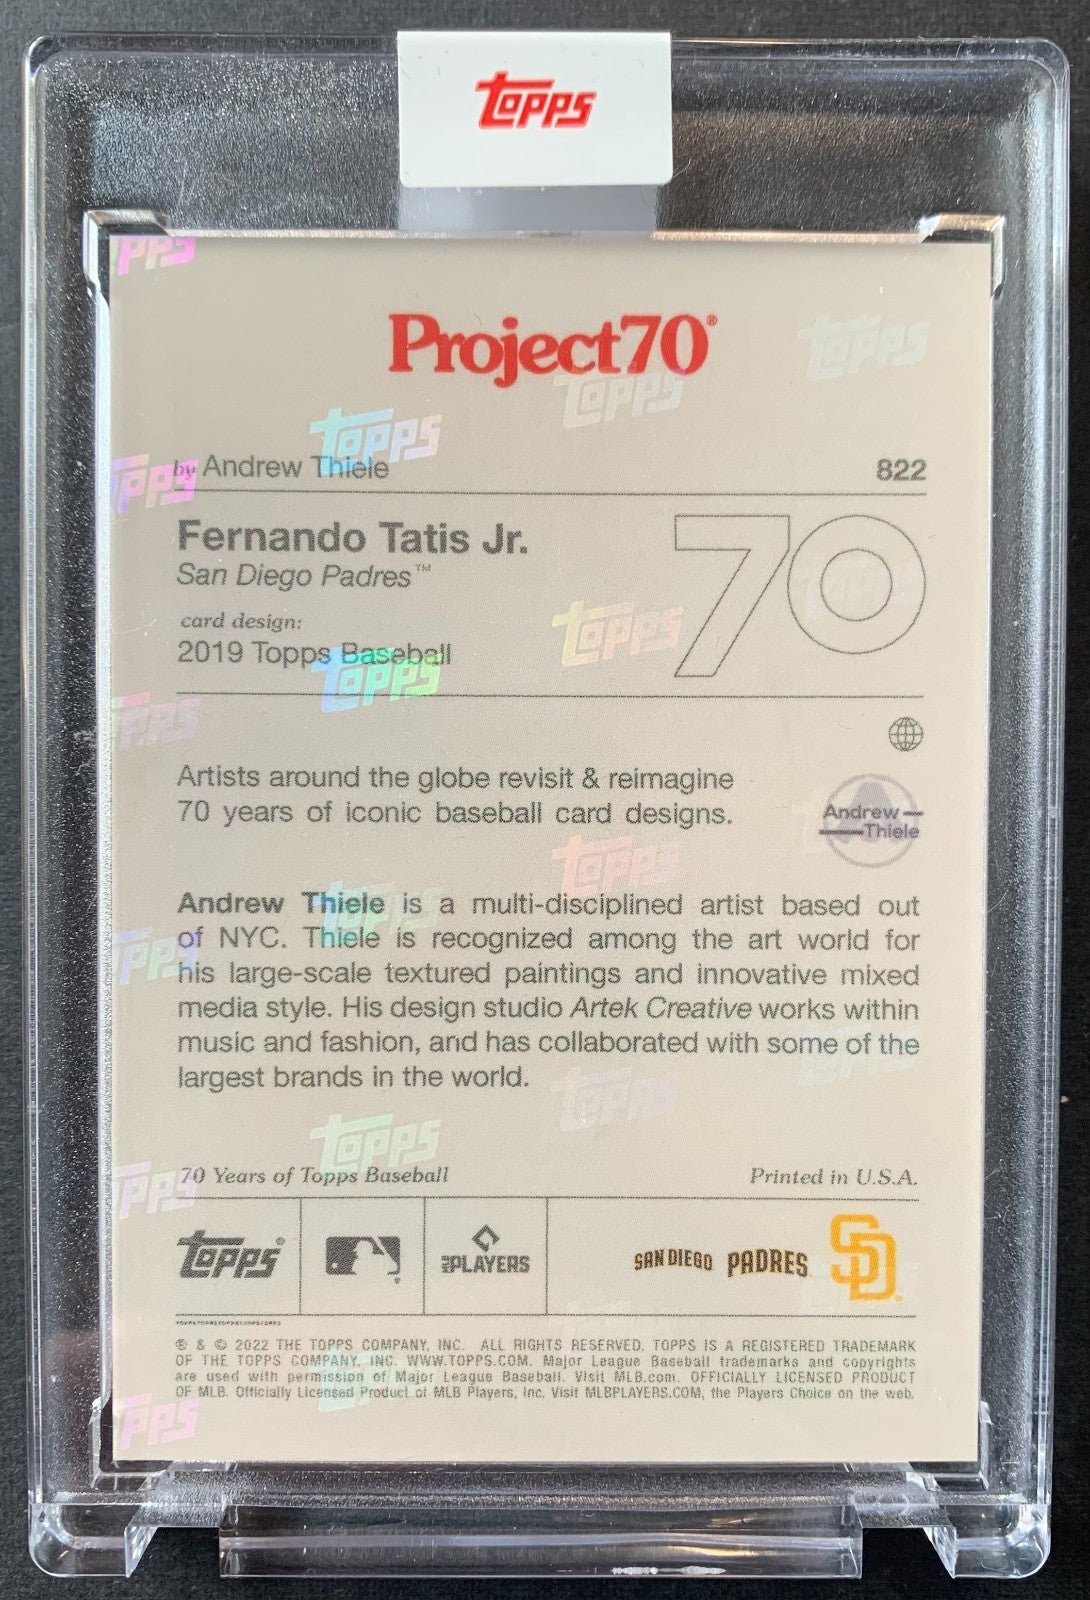 Topps
Project70®
by Andrew Thiele
822
Fernando Tatis Jr.
San Diego Padres™
card design:
2019 Topps Baseball
70
Artists around the globe revisit & reimagine
70 years of iconic baseball card designs.
Andrew
Thiele
Andrew Thiele is a multi-disciplined artist based out
of NYC. Thiele is recognized among the art world for
his large-scale textured paintings and innovative mixed
media style. His design studio Artek Creative works within
music and fashion, and has collaborated with some of the
largest brands in the world.
70 Years of Topps Baseball
Printed in U.S.A.
Topps®
PLAYERS
SAN DIEGO PADRES SD
® & © 2022 THE TOPPS COMPANY, INC. ALL RIGHTS RESERVED. TOPPS IS A REGISTERED TRADEMARK
OF THE TOPPS COMPANY, INC. WWW.TOPPS.COM. Major League Baseball trademarks and copyrights
are used with permission of Major League Baseball. Visit MLB.com. OFFICIALLY LICENSED PRODUCT
OF MLB. Officially Licensed Product of MLB Players, Inc. Visit MLBPLAYERS.COM, the Players Choice on the web.